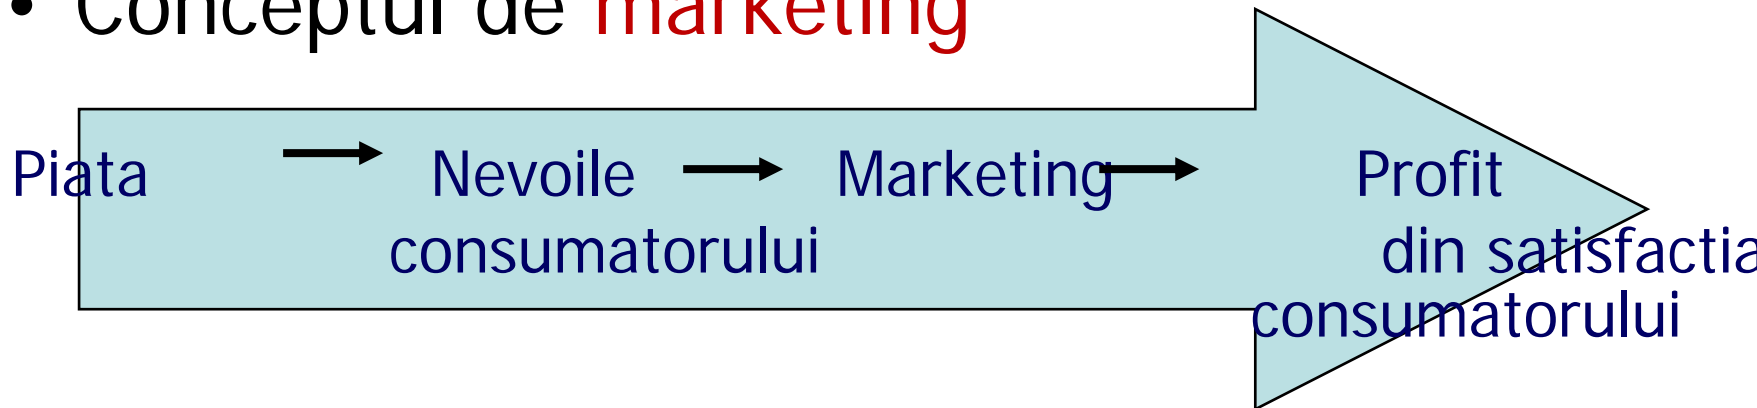 • Conceptul de marketing
Piata Nevoile Marketing Profit
consumatorului din satisfactia
consumatorului